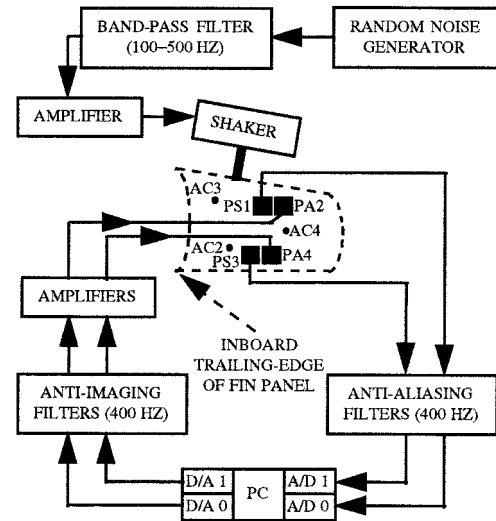 BAND-PASS FILTER
(100–500 HZ)
RANDOM NOISE
GENERATOR
AMPLIFIER
SHAKER
AC3
PS1
PA2
AC4
AC2
PS3
PA4
AMPLIFIERS
INBOARD
TRAILING-EDGE
OF FIN PANEL
ANTI-IMAGING
FILTERS (400 HZ)
ANTI-ALIASING
FILTERS (400 HZ)
D/A 1
D/A 0
PC
A/D 1
A/D 0